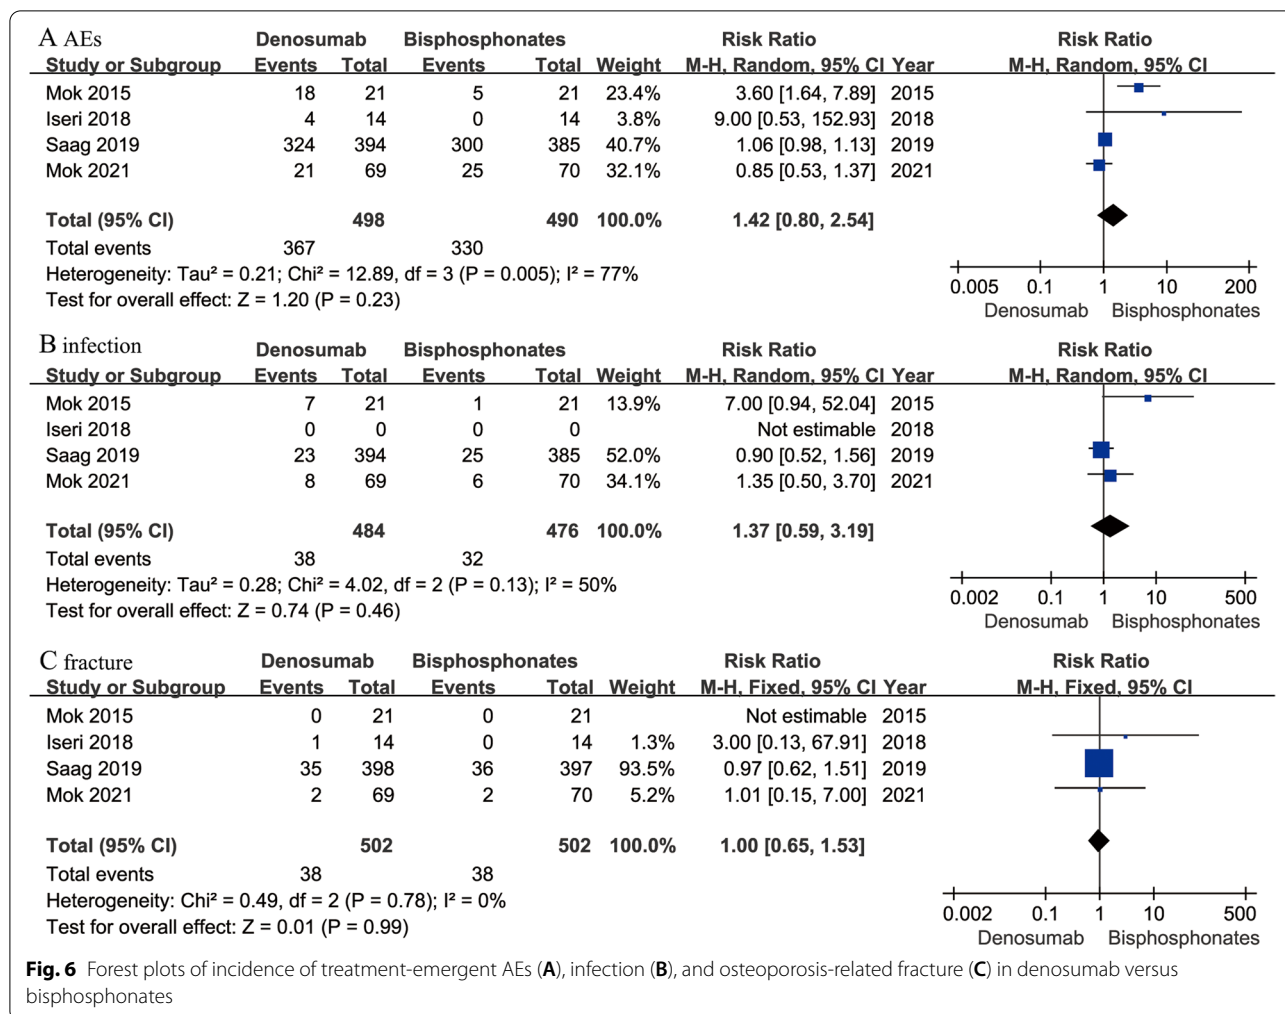 A AEs Denosumab Bisphosphonates Risk Ratio Risk Ratio
Study or Subgroup Events Total Events Total Weight M-H, Random, 95% CI Year M-H, Random, 95% CI
Mok 2015 18 21 5 21 23.4% 3.60 [1.64, 7.89] 2015
Iseri 2018 4 14 0 14 3.8% 9.00 [0.53, 152.93] 2018
Saag 2019 324 394 300 385 40.7% 1.06 [0.98, 1.13] 2019
Mok 2021 21 69 25 70 32.1% 0.85 [0.53, 1.37] 2021
Total (95% CI) 498 490 100.0% 1.42 [0.80, 2.54]
Total events 367 330
Heterogeneity: Tau² = 0.21; Chi² = 12.89, df = 3 (P = 0.005); I² = 77%
Test for overall effect: Z = 1.20 (P = 0.23)
0.005 0.1 1 10 200
Denosumab Bisphosphonates
B infection Denosumab Bisphosphonates Risk Ratio Risk Ratio
Study or Subgroup Events Total Events Total Weight M-H, Random, 95% CI Year M-H, Random, 95% CI
Mok 2015 7 21 1 21 13.9% 7.00 [0.94, 52.04] 2015
Iseri 2018 0 0 0 0 Not estimable 2018
Saag 2019 23 394 25 385 52.0% 0.90 [0.52, 1.56] 2019
Mok 2021 8 69 6 70 34.1% 1.35 [0.50, 3.70] 2021
Total (95% CI) 484 476 100.0% 1.37 [0.59, 3.19]
Total events 38 32
Heterogeneity: Tau² = 0.28; Chi² = 4.02, df = 2 (P = 0.13); I² = 50%
Test for overall effect: Z = 0.74 (P = 0.46)
0.002 0.1 1 10 500
Denosumab Bisphosphonates
C fracture Denosumab Bisphosphonates Risk Ratio Risk Ratio
Study or Subgroup Events Total Events Total Weight M-H, Fixed, 95% CI Year M-H, Fixed, 95% CI
Mok 2015 0 21 0 21 Not estimable 2015
Iseri 2018 1 14 0 14 1.3% 3.00 [0.13, 67.91] 2018
Saag 2019 35 398 36 397 93.5% 0.97 [0.62, 1.51] 2019
Mok 2021 2 69 2 70 5.2% 1.01 [0.15, 7.00] 2021
Total (95% CI) 502 502 100.0% 1.00 [0.65, 1.53]
Total events 38 38
Heterogeneity: Chi² = 0.49, df = 2 (P = 0.78); I² = 0%
Test for overall effect: Z = 0.01 (P = 0.99)
0.002 0.1 1 10 500
Denosumab Bisphosphonates
Fig. 6 Forest plots of incidence of treatment-emergent AEs (A), infection (B), and osteoporosis-related fracture (C) in denosumab versus
bisphosphonates